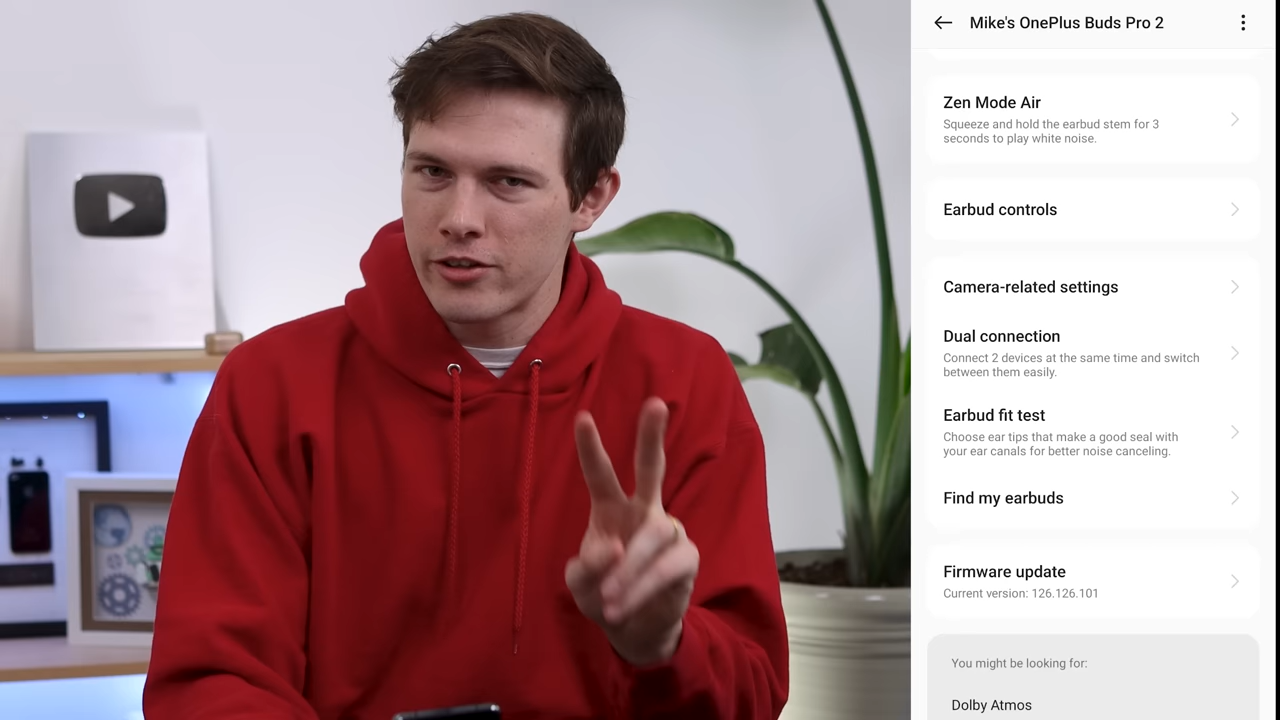 Mike's OnePlus Buds Pro 2
Zen Mode Air
Squeeze and hold the earbud stem for 3
seconds to play white noise.
Earbud controls
Camera-related settings
Dual connection
Connect 2 devices at the same time and switch
between them easily.
Earbud fit test
Choose ear tips that make a good seal with
your ear canals for better noise canceling.
Find my earbuds
Firmware update
Current version: 126.126.101
You might be looking for:
Dolby Atmos